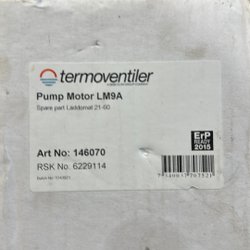 termoventiler
Pump Motor LM9A
Spare part Laddomat 21-60
ErP
READY
2015
Art No: 146070
RSK No: 6229114